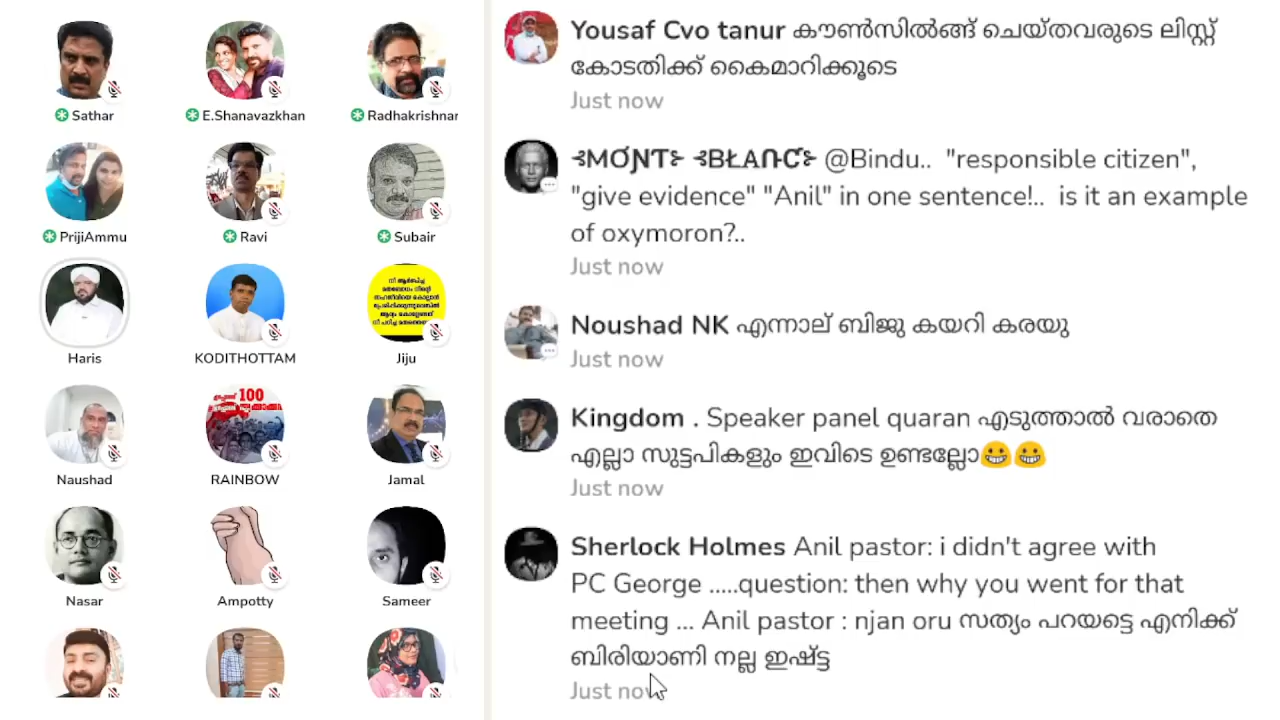 Sathar
E.Shanavazkhan
Radhakrishnar
PrijiAmmu
Ravi
Subair
Haris
KODITHOTTAM
Jiju
Naushad
100
RAINBOW
Jamal
Nasar
Ampotty
Sameer
Yousaf Cvo tanur കൗൺസിൽങ്ങ് ചെയ്തവരുടെ ലിസ്റ്റ്
കോടതിക്ക് കൈമാറിക്കൂടെ
Just now
⊰MƠƝƬ⊱ ⊰BŁAՈƇ⊱ @Bindu.. "responsible citizen",
"give evidence" "Anil" in one sentence!.. is it an example
of oxymoron?..
Just now
Noushad NK എന്നാല് ബിജു കയറി കരയു
Just now
Kingdom . Speaker panel quaran എടുത്താൽ വരാതെ
എല്ലാ സുട്ടപികളും ഇവിടെ ഉണ്ടല്ലോ😀😀
Just now
Sherlock Holmes Anil pastor: i didn't agree with
PC George .....question: then why you went for that
meeting ... Anil pastor : njan oru സത്യം പറയട്ടെ എനിക്ക്
ബിരിയാണി നല്ല ഇഷ്ട്ട
Just now